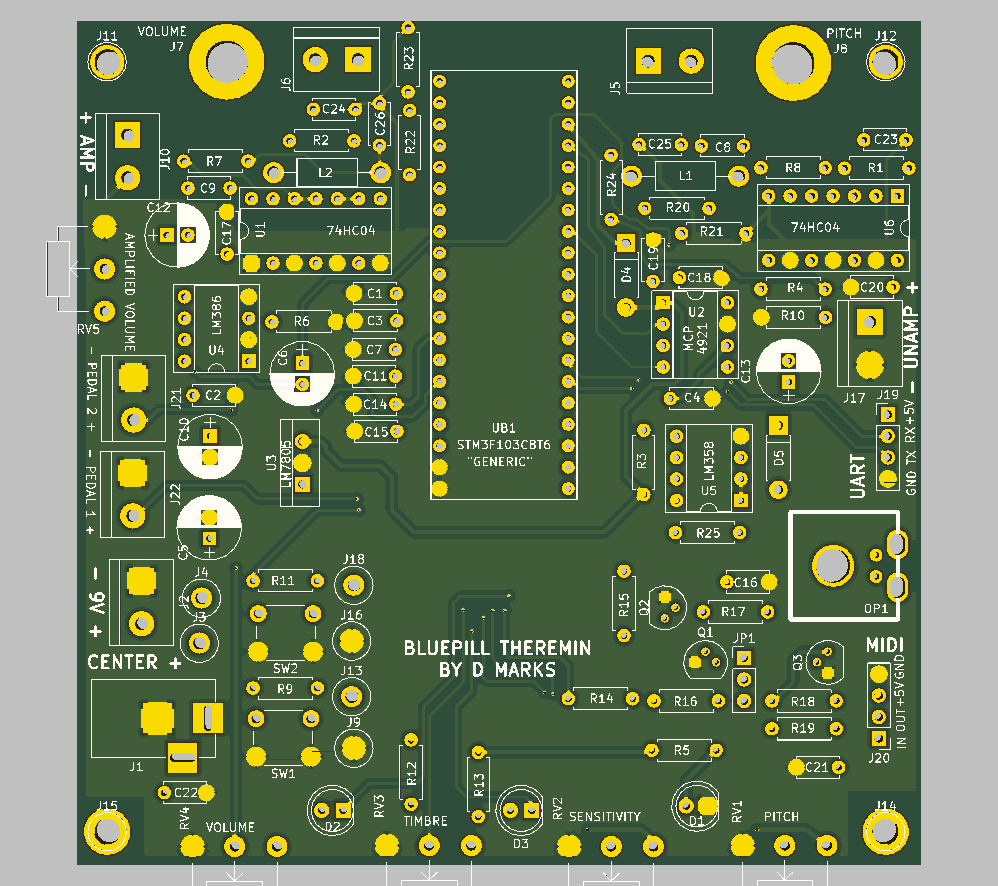 J11
VOLUME
J7
J6
R23
J5
PITCH
J8
J12
+ AMP -
J10
C24
C26
R2
R22
C25
C8
C23
R7
L2
R24
L1
R8
R1
C9
C12
C17
U1
74HC04
R20
R21
74HC04
U6
AMPLIFIED VOLUME
RV5
D4
C19
C18
LM386
U4
C1
R6
C3
C6
C7
C11
C14
C15
R4
C20
R10
U2
MCP
4921
C13
UNAMP
+
-
J17
J19
- PEDAL 2 +
J21
C2
C10
C4
UB1
STM3F103CBT6
"GENERIC"
R3
LM358
U5
D5
UART
GND TX RX+5V
- PEDAL 1 +
J22
U3
LM7805
C5
R25
OP1
- 9V +
J4
J2
J3
CENTER +
R11
J18
SW2
J16
R9
J13
J9
SW1
BLUEPILL THEREMIN
BY D MARKS
R15
Q2
C16
R17
Q1
JP1
Q3
MIDI
IN OUT+5VGND
J20
R14
R16
R18
R19
J1
C22
R12
R13
R5
C21
J15
RV4
VOLUME
D2
RV3
TIMBRE
D3
RV2
SENSITIVITY
D1
RV1
PITCH
J14